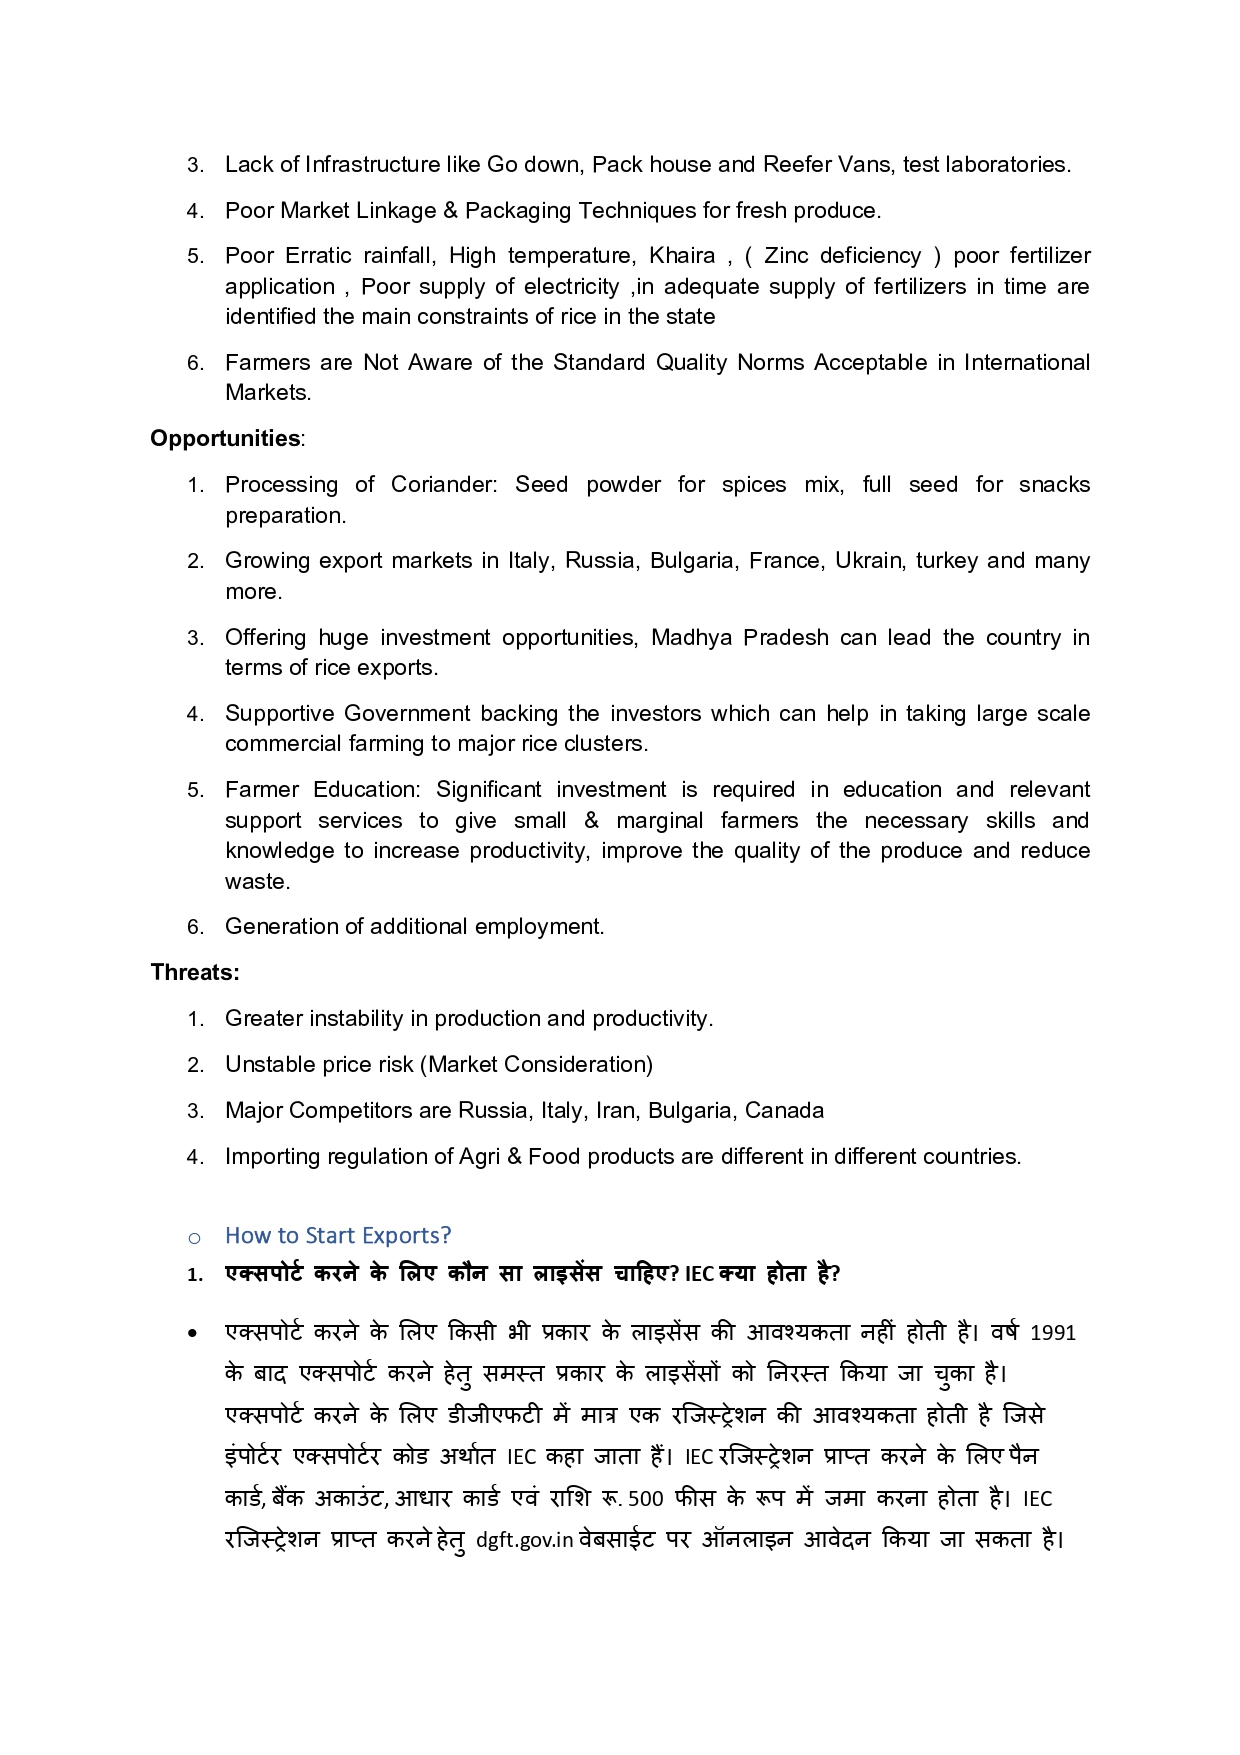 3. Lack of Infrastructure like Go down, Pack house and Reefer Vans, test laboratories.
4. Poor Market Linkage & Packaging Techniques for fresh produce.
5. Poor Erratic rainfall, High temperature, Khaira , ( Zinc deficiency ) poor fertilizer
application , Poor supply of electricity ,in adequate supply of fertilizers in time are
identified the main constraints of rice in the state
6. Farmers are Not Aware of the Standard Quality Norms Acceptable in International
Markets.
Opportunities:
1. Processing of Coriander: Seed powder for spices mix, full seed for snacks
preparation.
2. Growing export markets in Italy, Russia, Bulgaria, France, Ukrain, turkey and many
more.
3. Offering huge investment opportunities, Madhya Pradesh can lead the country in
terms of rice exports.
4. Supportive Government backing the investors which can help in taking large scale
commercial farming to major rice clusters.
5. Farmer Education: Significant investment is required in education and relevant
support services to give small & marginal farmers the necessary skills and
knowledge to increase productivity, improve the quality of the produce and reduce
waste.
6. Generation of additional employment.
Threats:
1. Greater instability in production and productivity.
2. Unstable price risk (Market Consideration)
3. Major Competitors are Russia, Italy, Iran, Bulgaria, Canada
4. Importing regulation of Agri & Food products are different in different countries.
o How to Start Exports?
1. एक्सपोर्ट करने के लिए कौन सा लाइसेंस चाहिए? IEC क्या होता है?
• एक्सपोर्ट करने के लिए किसी भी प्रकार के लाइसेंस की आवश्यकता नहीं होती है। वर्ष 1991
के बाद एक्सपोर्ट करने हेतु समस्त प्रकार के लाइसेंसों को निरस्त किया जा चुका है।
एक्सपोर्ट करने के लिए डीजीएफटी में मात्र एक रजिस्ट्रेशन की आवश्यकता होती है जिसे
इंपोर्टर एक्सपोर्टर कोड अर्थात IEC कहा जाता हैं। IEC रजिस्ट्रेशन प्राप्त करने के लिए पैन
कार्ड, बैंक अकाउंट, आधार कार्ड एवं राशि रू. 500 फीस के रूप में जमा करना होता है। IEC
रजिस्ट्रेशन प्राप्त करने हेतु dgft.gov.in वेबसाईट पर ऑनलाइन आवेदन किया जा सकता है।